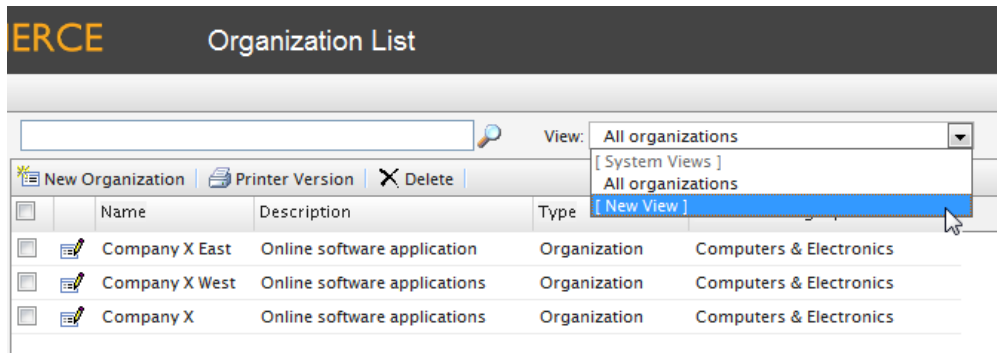 IERCE Organization List
View: All organizations
[ System Views ]
New Organization Printer Version Delete All organizations
Name Description Type [ New View ]
Company X East Online software application Organization Computers & Electronics
Company X West Online software applications Organization Computers & Electronics
Company X Online software applications Organization Computers & Electronics